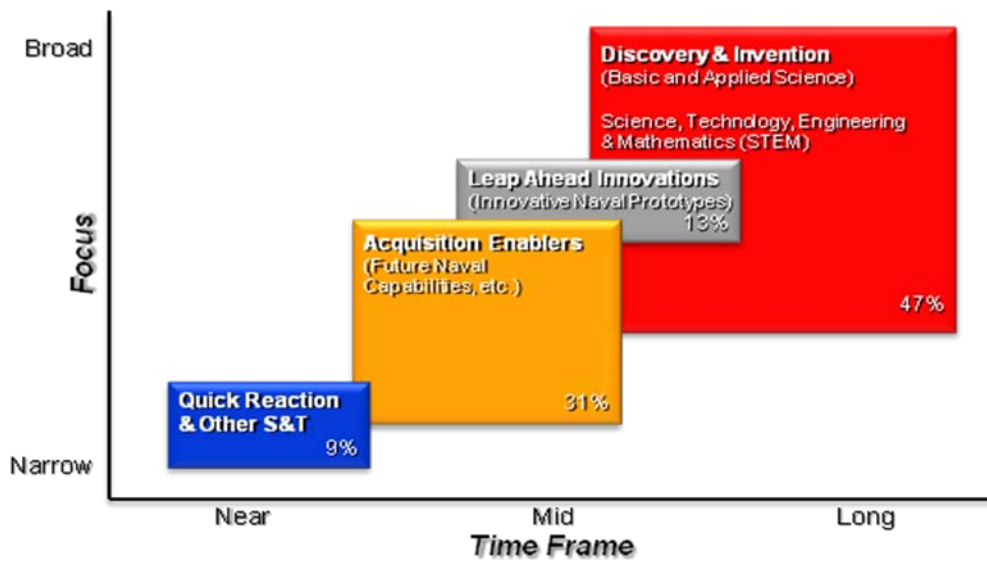 Broad
Focus
Narrow
Discovery & Invention
(Basic and Applied Science)
Science, Technology, Engineering
& Mathematics (STEM)
47%
Leap Ahead Innovations
(Innovative Naval Prototypes)
13%
Acquisition Enablers
(Future Naval
Capabilities, etc.)
31%
Quick Reaction
& Other S&T
9%
Near
Mid
Long
Time Frame